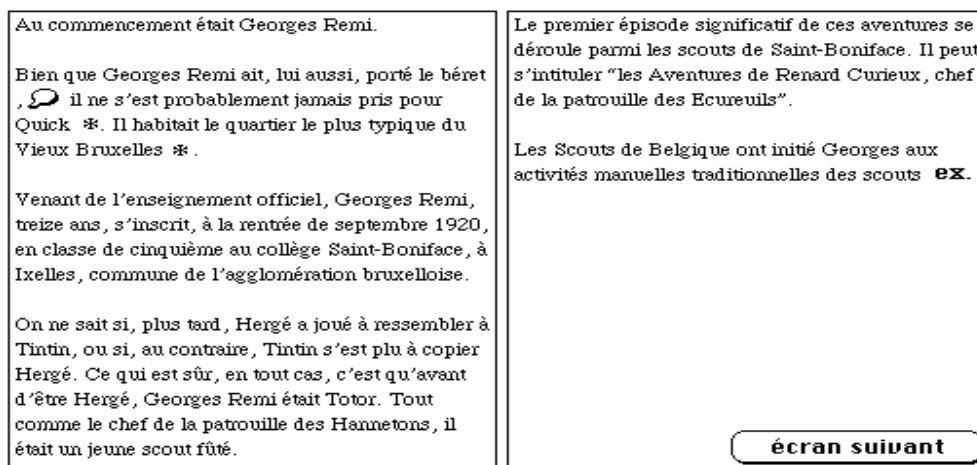 Au commencement était Georges Remi.
Bien que Georges Remi ait, lui aussi, porté le béret
, il ne s'est probablement jamais pris pour
Quick *. Il habitait le quartier le plus typique du
Vieux Bruxelles *.
Venant de l'enseignement officiel, Georges Remi,
treize ans, s'inscrit, à la rentrée de septembre 1920,
en classe de cinquième au collège Saint-Boniface, à
Ixelles, commune de l'agglomération bruxelloise.
On ne sait si, plus tard, Hergé a joué à ressembler à
Tintin, ou si, au contraire, Tintin s'est plu à copier
Hergé. Ce qui est sûr, en tout cas, c'est qu'avant
d'être Hergé, Georges Remi était Totor. Tout
comme le chef de la patrouille des Hannetons, il
était un jeune scout fûté.
Le premier épisode significatif de ces aventures se
déroule parmi les scouts de Saint-Boniface. Il peut
s'intituler "les Aventures de Renard Curieux, chef
de la patrouille des Ecureuils".
Les Scouts de Belgique ont initié Georges aux
activités manuelles traditionnelles des scouts ex.
écran suivant